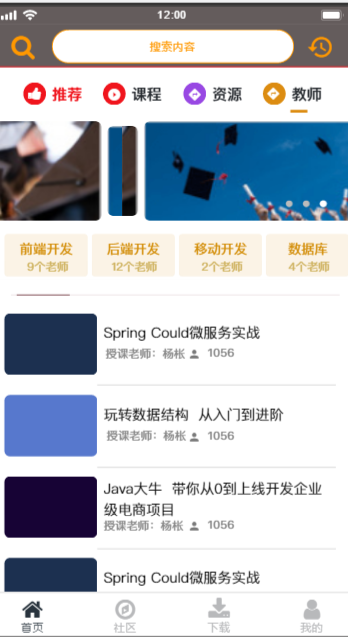 12:00
搜索内容
推荐 课程 资源 教师
前端开发 后端开发 移动开发 数据库
9个老师 12个老师 2个老师 4个老师
Spring Could微服务实战
授课老师：杨枨 1056
玩转数据结构 从入门到进阶
授课老师：杨枨 1056
Java大牛 带你从0到上线开发企业
级电商项目
授课老师：杨枨 1056
Spring Could微服务实战
首页 社区 下载 我的